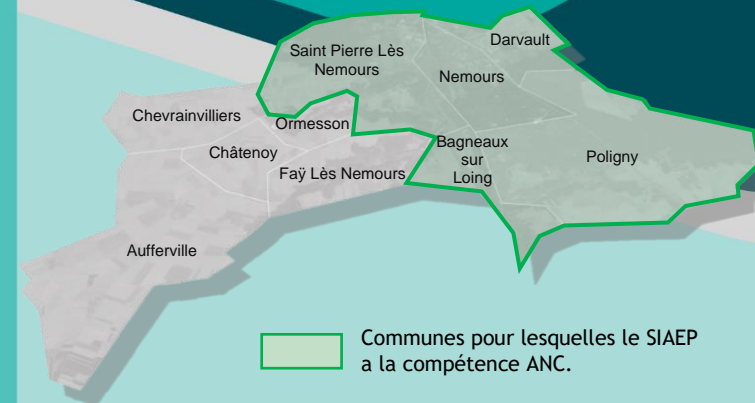 Darvault
Saint Pierre Lès
Nemours
Nemours
Chevrainvilliers
Ormesson
Bagneaux
sur
Loing
Châtenoy
Poligny
Faÿ Lès Nemours
Aufferville
Communes pour lesquelles le SIAEP
a la compétence ANC.